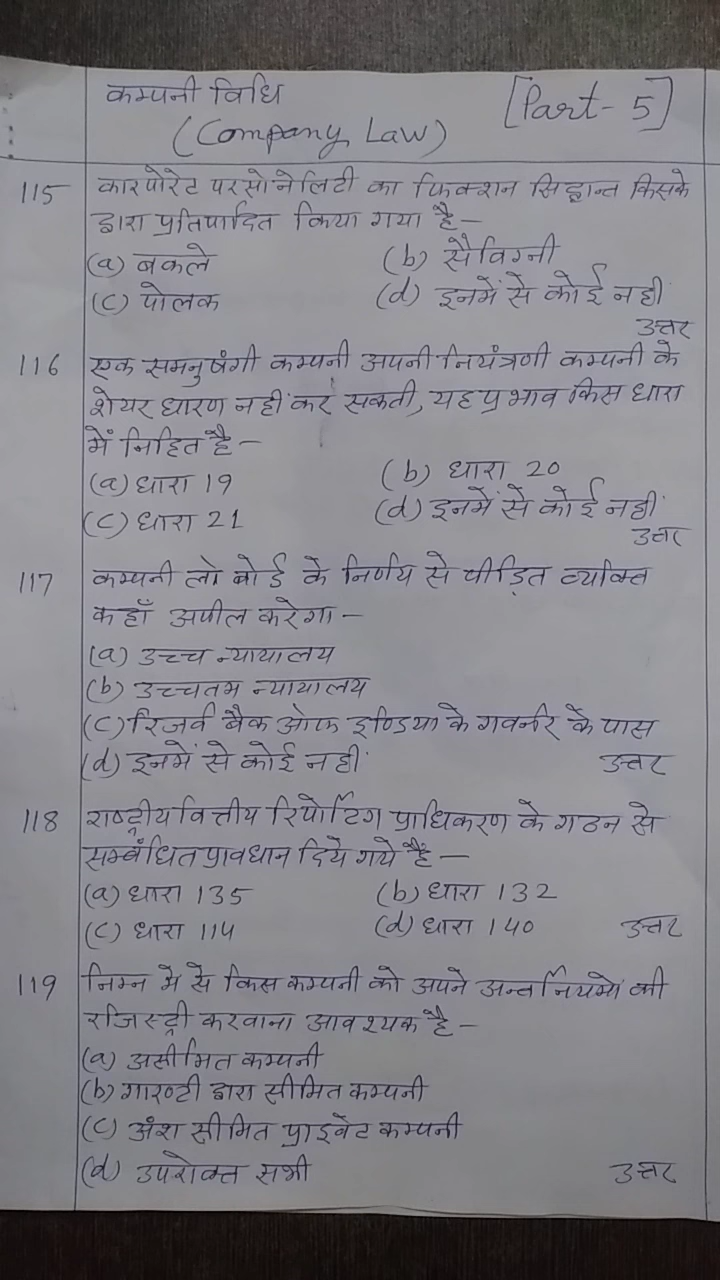 कम्पनी विधि [Part- 5]
(Company Law)
115 कारपोरेट परसोनेलिटी का फिक्शन सिद्धान्त किसके
द्वारा प्रतिपादित किया गया है –
(a) बकले (b) सैविग्नी
(c) पोलक (d) इनमें से कोई नहीं
उत्तर
116 एक समनुषंगी कम्पनी अपनी नियंत्रणी कम्पनी के
शेयर धारण नहीं कर सकती, यह प्रभाव किस धारा
में निहित है –
(a) धारा 19 (b) धारा 20
(c) धारा 21 (d) इनमें से कोई नहीं
उत्तर
117 कम्पनी लॉ बोर्ड के निर्णय से पीड़ित व्यक्ति
कहाँ अपील करेगा –
(a) उच्च न्यायालय
(b) उच्चतम न्यायालय
(c) रिजर्व बैंक ऑफ इण्डिया के गवर्नर के पास
(d) इनमें से कोई नहीं उत्तर
118 राष्ट्रीय वित्तीय रिपोर्टिग प्राधिकरण के गठन से
सम्बंधित प्रावधान दिये गये हैं –
(a) धारा 135 (b) धारा 132
(c) धारा 114 (d) धारा 140 उत्तर
119 निम्न में से किस कम्पनी को अपने अन्तर्नियमों की
रजिस्ट्री करवाना आवश्यक है –
(a) असीमित कम्पनी
(b) गारण्टी द्वारा सीमित कम्पनी
(c) अंश सीमित प्राइवेट कम्पनी
(d) उपरोक्त सभी उत्तर